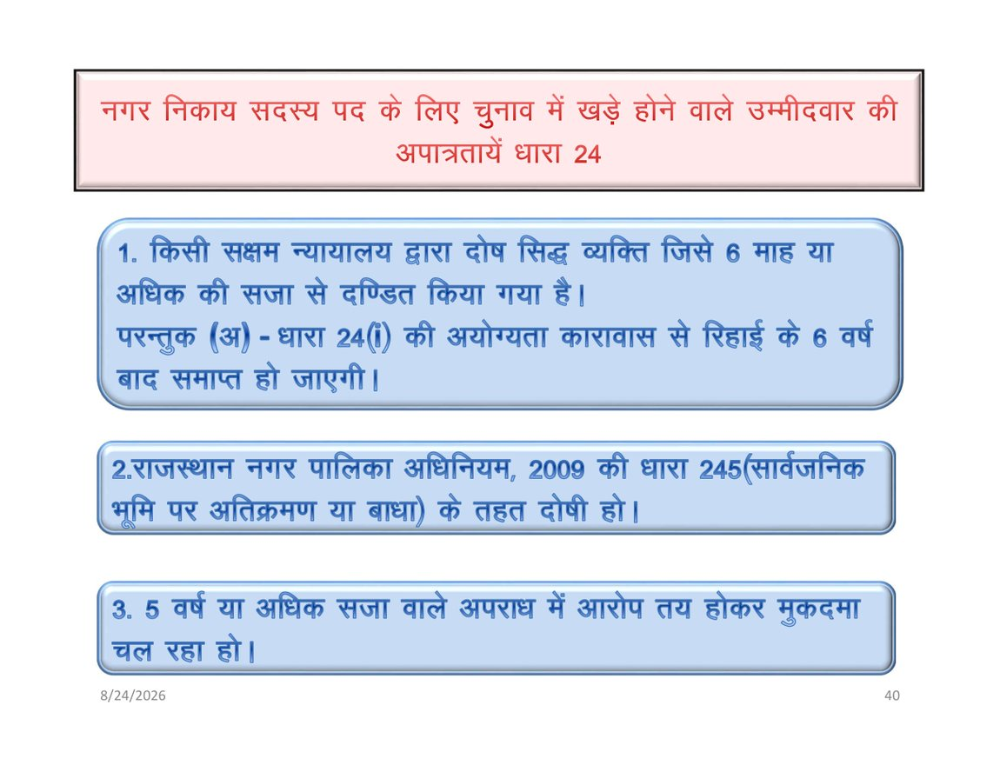 नगर निकाय सदस्य पद के लिए चुनाव में खड़े होने वाले उम्मीदवार की
अपात्रतायें धारा 24
1. किसी सक्षम न्यायालय द्वारा दोष सिद्ध व्यक्ति जिसे 6 माह या
अधिक की सजा से दण्डित किया गया है।
परन्तुक (अ) - धारा 24(i) की अयोग्यता कारावास से रिहाई के 6 वर्ष
बाद समाप्त हो जाएगी।
2.राजस्थान नगर पालिका अधिनियम, 2009 की धारा 245(सार्वजनिक
भूमि पर अतिक्रमण या बाधा) के तहत दोषी हो।
3. 5 वर्ष या अधिक सजा वाले अपराध में आरोप तय होकर मुकदमा
चल रहा हो।
8/24/2026
40